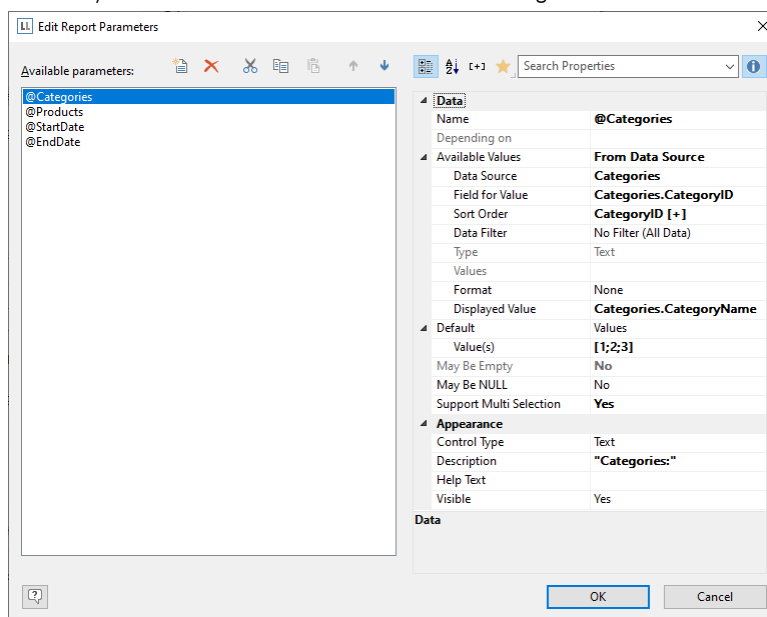 LL Edit Report Parameters
Available parameters:
Search Properties
@Categories
@Products
@StartDate
@EndDate
Data
Name @Categories
Depending on
Available Values From Data Source
Data Source Categories
Field for Value Categories.CategoryID
Sort Order CategoryID [+]
Data Filter No Filter (All Data)
Type Text
Values
Format None
Displayed Value Categories.CategoryName
Default Values
Value(s) [1;2;3]
May Be Empty No
May Be NULL No
Support Multi Selection Yes
Appearance
Control Type Text
Description "Categories:"
Help Text
Visible Yes
Data
OK Cancel